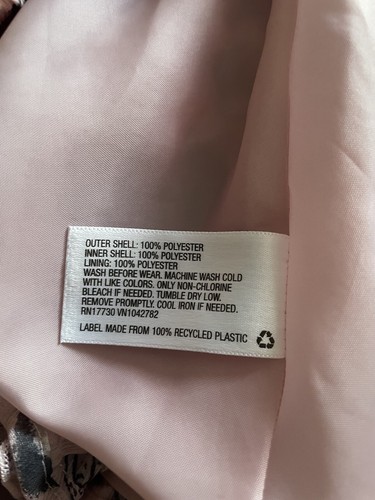 OUTER SHELL: 100% POLYESTER
INNER SHELL: 100% POLYESTER
LINING: 100% POLYESTER
WASH BEFORE WEAR. MACHINE WASH COLD
WITH LIKE COLORS. ONLY NON-CHLORINE
BLEACH IF NEEDED. TUMBLE DRY LOW.
REMOVE PROMPTLY. COOL IRON IF NEEDED.
RN17730 VN1042782
LABEL MADE FROM 100% RECYCLED PLASTIC